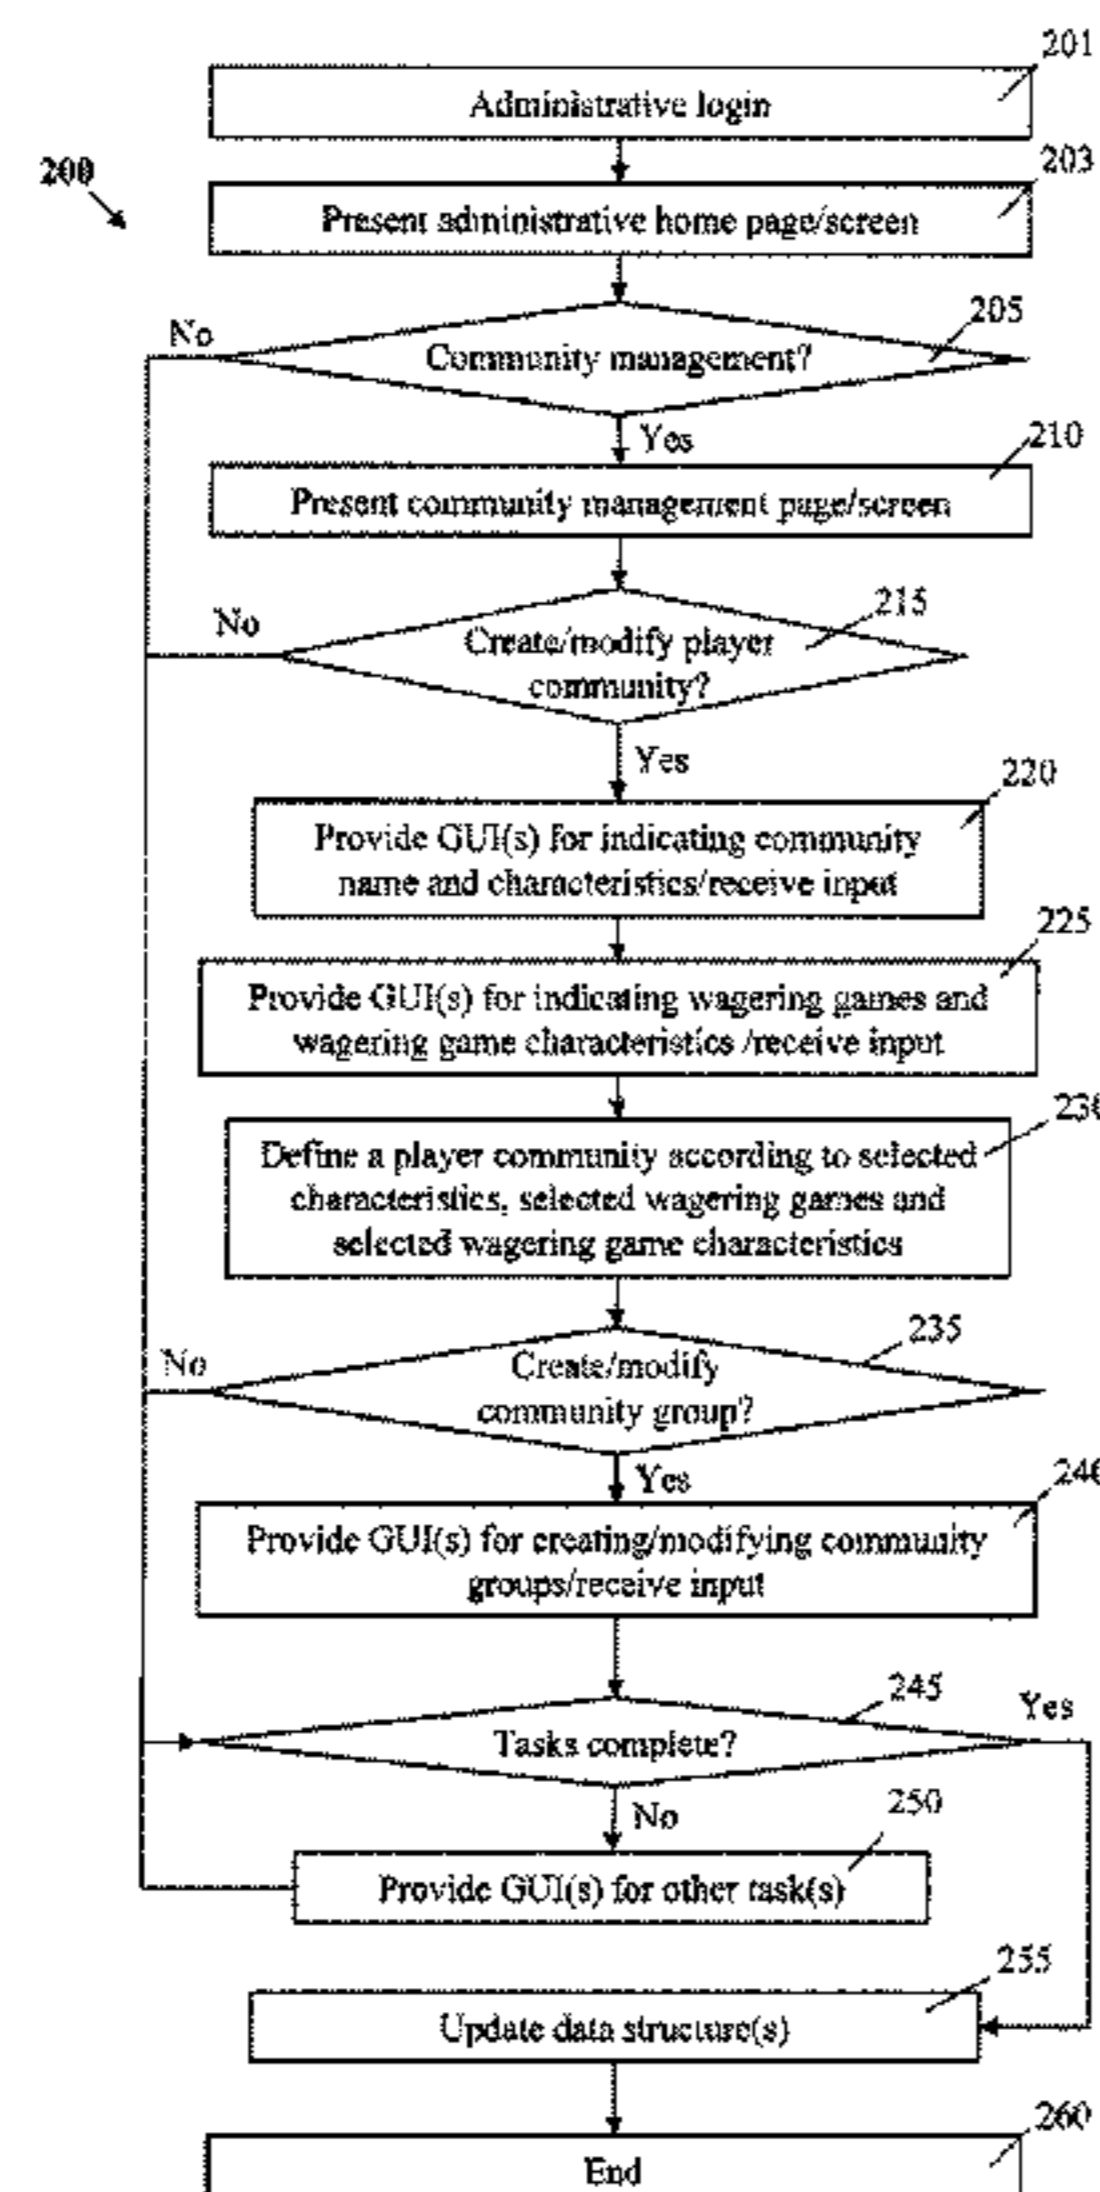 201
Administrative login
200
203
Present administrative home page/screen
205
No
Community management?
Yes
210
Present community management page/screen
215
No
Create/modify player
community?
Yes
220
Provide GUI(s) for indicating community
name and characteristics/receive input
225
Provide GUI(s) for indicating wagering games and
wagering game characteristics /receive input
Define a player community according to selected
characteristics, selected wagering games and
selected wagering game characteristics
235
No
Create/modify
community group?
Yes
Provide GUI(s) for creating/modifying community
groups/receive input
245
Yes
Tasks complete?
No
250
Provide GUI(s) for other task(s)
255
Update data structure(s)
260
End